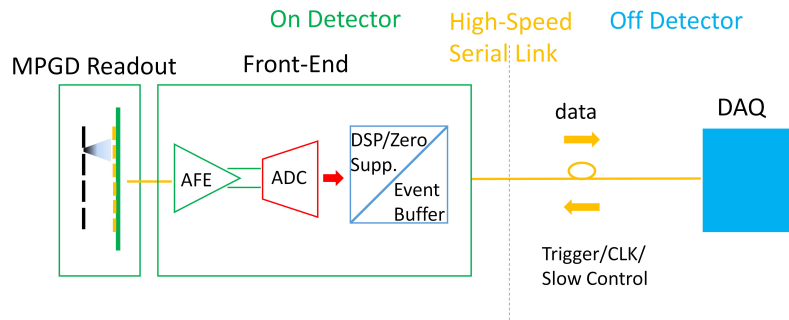 On Detector
High-Speed
Serial Link
Off Detector
MPGD Readout
Front-End
data
DAQ
AFE
ADC
DSP/Zero
Supp.
Event
Buffer
Trigger/CLK/
Slow Control